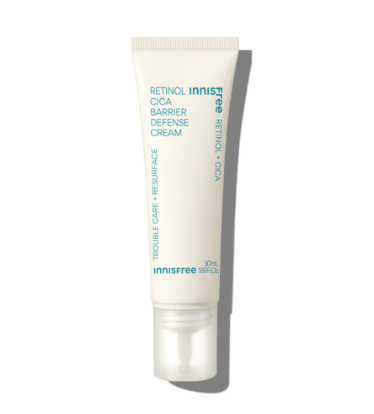 RETINOL
CICA
BARRIER
DEFENSE
CREAM
innisfree
RETINOL + CICA
TROUBLE CARE + RESURFACE
innisfree
50mL
1.69Fl.Oz.